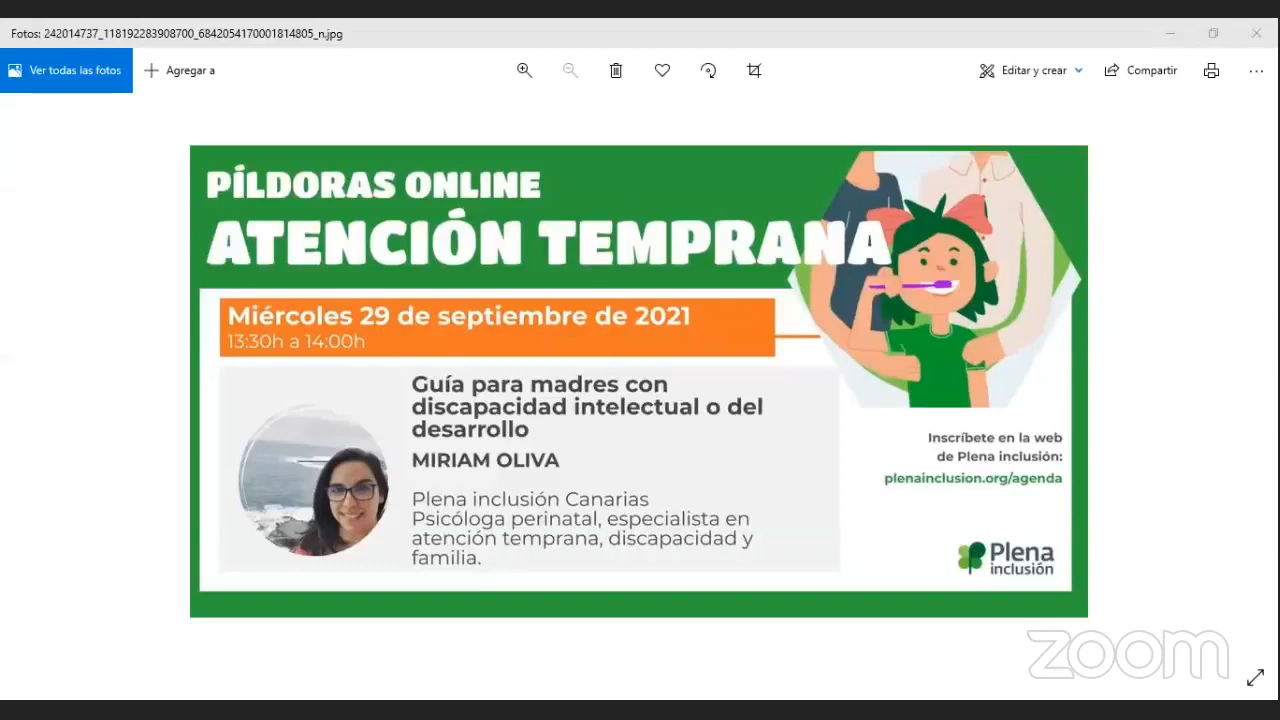 Fotos: 242014737_118192283908700_6842054170001814805_n.jpg
Ver todas las fotos
Agregar a
Editar y crear
Compartir
PÍLDORAS ONLINE
ATENCIÓN TEMPRANA
Miércoles 29 de septiembre de 2021
13:30h a 14:00h
Guía para madres con
discapacidad intelectual o del
desarrollo
MIRIAM OLIVA
Plena inclusión Canarias
Psicóloga perinatal, especialista en
atención temprana, discapacidad y
familia.
Inscríbete en la web
de Plena inclusión:
plenainclusion.org/agenda
Plena
inclusión
zoom